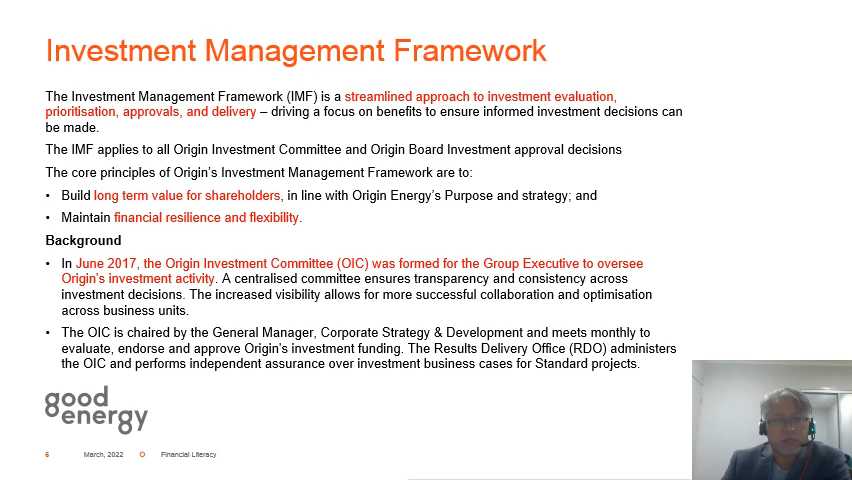 Investment Management Framework
The Investment Management Framework (IMF) is a streamlined approach to investment evaluation,
prioritisation, approvals, and delivery – driving a focus on benefits to ensure informed investment decisions can
be made.
The IMF applies to all Origin Investment Committee and Origin Board Investment approval decisions
The core principles of Origin's Investment Management Framework are to:
• Build long term value for shareholders, in line with Origin Energy's Purpose and strategy; and
• Maintain financial resilience and flexibility.
Background
• In June 2017, the Origin Investment Committee (OIC) was formed for the Group Executive to oversee
Origin's investment activity. A centralised committee ensures transparency and consistency across
investment decisions. The increased visibility allows for more successful collaboration and optimisation
across business units.
• The OIC is chaired by the General Manager, Corporate Strategy & Development and meets monthly to
evaluate, endorse and approve Origin's investment funding. The Results Delivery Office (RDO) administers
the OIC and performs independent assurance over investment business cases for Standard projects.
good
energy
5 March, 2022 Financial Literacy